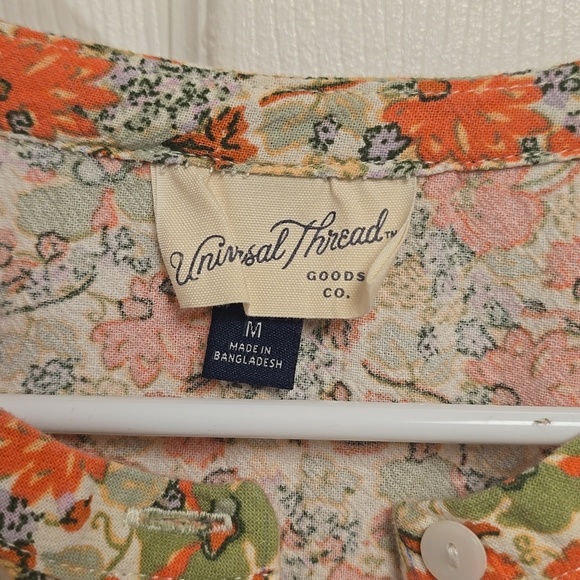 Universal Thread™
GOODS
CO.
M
MADE IN
BANGLADESH